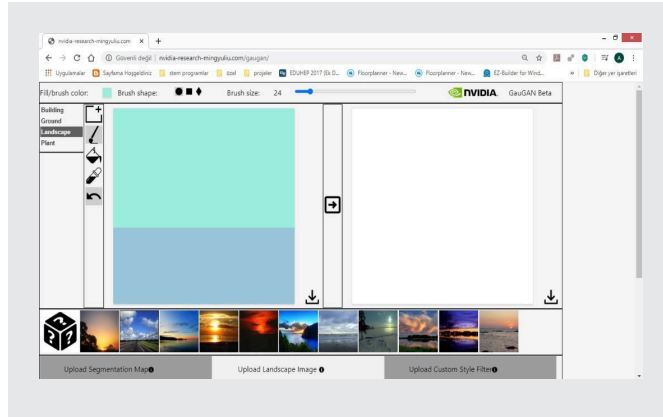 nvidia-research-mingyuliu.com
Güvenli değil | nvidia-research-mingyuliu.com/gaugan/
Uygulamalar Sayfama Hoşgeldiniz stem programlar özel projeler EDUHEP 2017 (Ek D... Floorplanner - New... Floorplanner - New... EZ-Builder for Wind... » Diğer yer işaretleri
Fill/brush color: Brush shape: Brush size: 24 NVIDIA. GauGAN Beta
Building
Ground
Landscape
Plant
Upload Segmentation Map Upload Landscape Image Upload Custom Style Filter